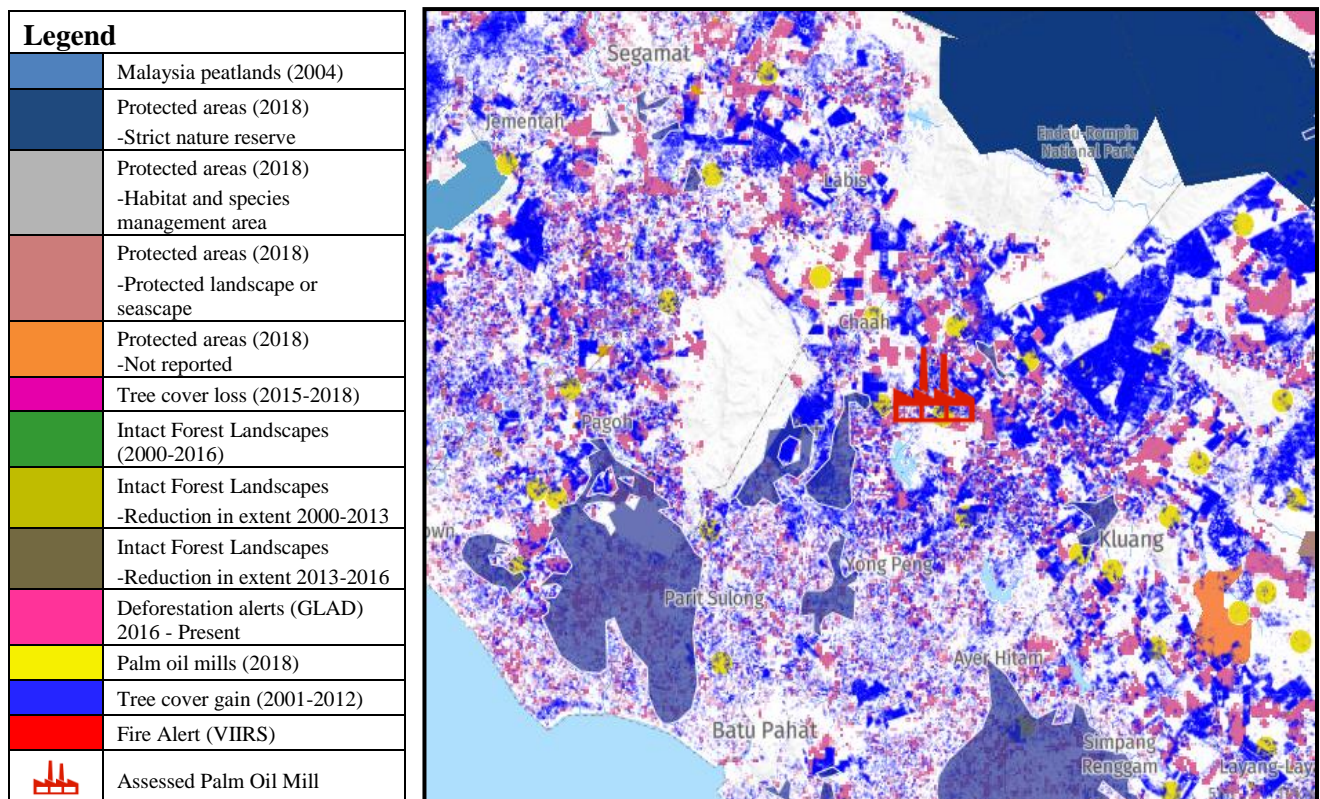 Legend
Malaysia peatlands (2004)
Protected areas (2018)
-Strict nature reserve
Protected areas (2018)
-Habitat and species
management area
Protected areas (2018)
-Protected landscape or
seascape
Protected areas (2018)
-Not reported
Tree cover loss (2015-2018)
Intact Forest Landscapes
(2000-2016)
Intact Forest Landscapes
-Reduction in extent 2000-2013
Intact Forest Landscapes
-Reduction in extent 2013-2016
Deforestation alerts (GLAD)
2016 - Present
Palm oil mills (2018)
Tree cover gain (2001-2012)
Fire Alert (VIIRS)
Assessed Palm Oil Mill
Segamat
Jementah
Endau-Rompin
National Park
Labis
Chaah
Pagoh
own
Kluang
Yong Peng
Parit Sulong
Ayer Hitam
Batu Pahat
Simpang
Renggam
Layang-Lay